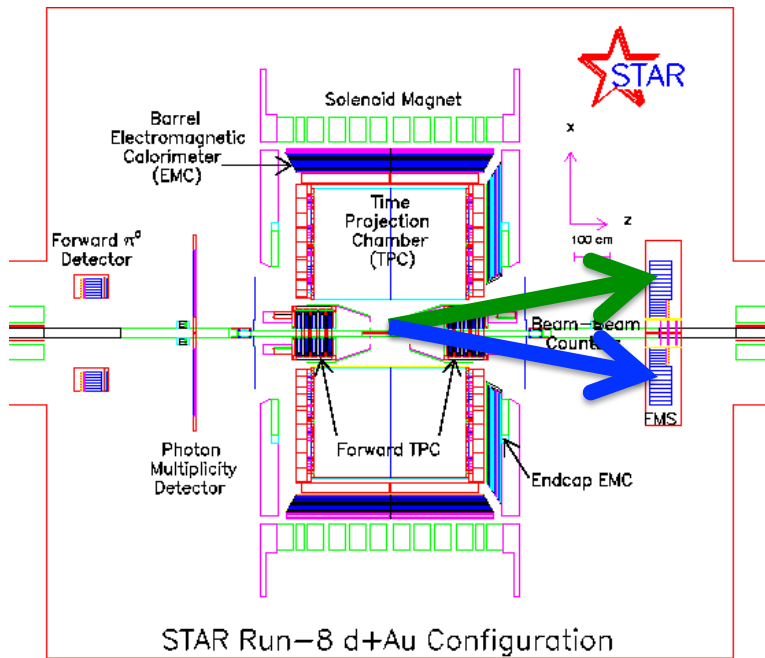 STAR
Solenoid Magnet
Barrel
Electromagnetic
Calorimeter
(EMC)
x
z
100 cm
Time
Projection
Chamber
(TPC)
Forward π⁰
Detector
Beam-Beam
Counters
FMS
Photon
Multiplicity
Detector
Forward TPC
Endcap EMC
STAR Run-8 d+Au Configuration